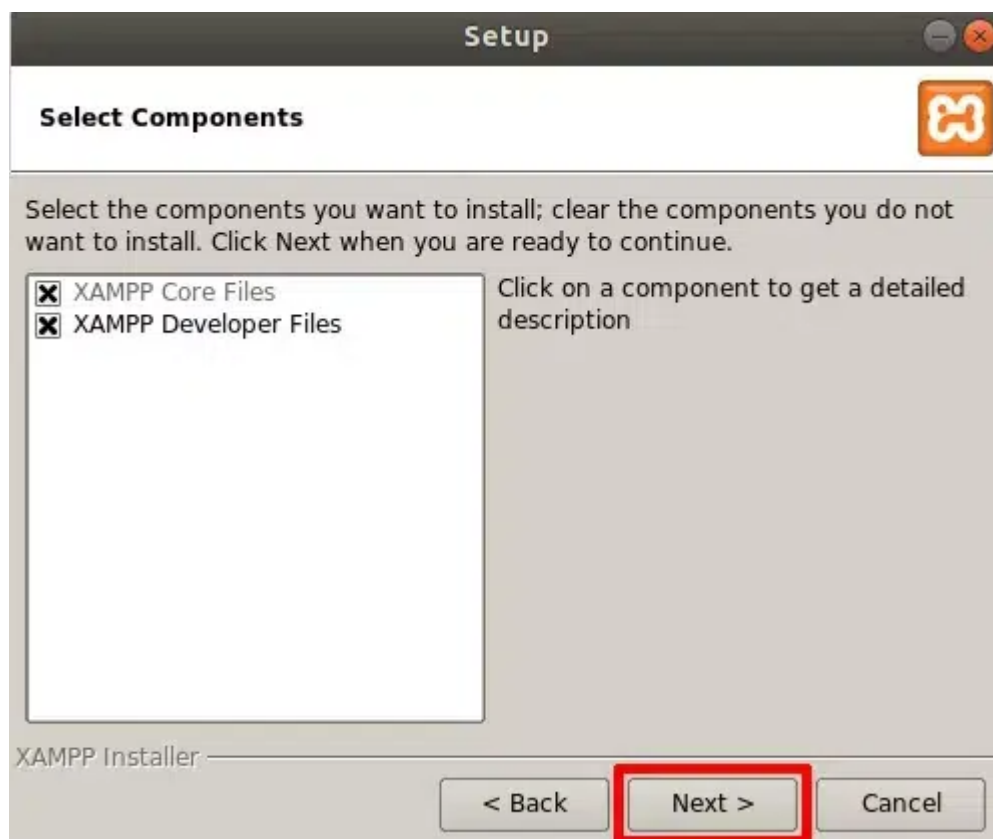 Setup
Select Components
Select the components you want to install; clear the components you do not
want to install. Click Next when you are ready to continue.
XAMPP Core Files
XAMPP Developer Files
Click on a component to get a detailed
description
XAMPP Installer
< Back
Next >
Cancel